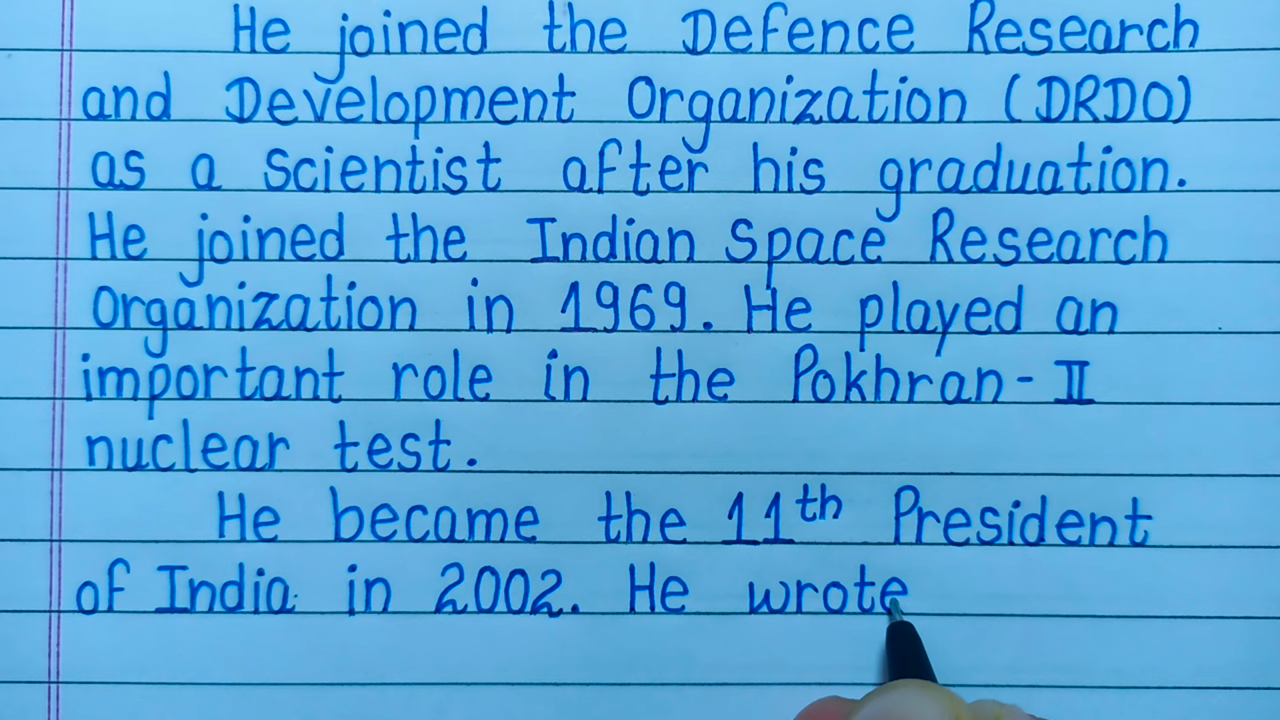 He joined the Defence Research
and Development Organization (DRDO)
as a scientist after his graduation.
He joined the Indian Space Research
Organization in 1969. He played an
important role in the Pokhran-II
nuclear test.
He became the 11th President
of India in 2002. He wrote